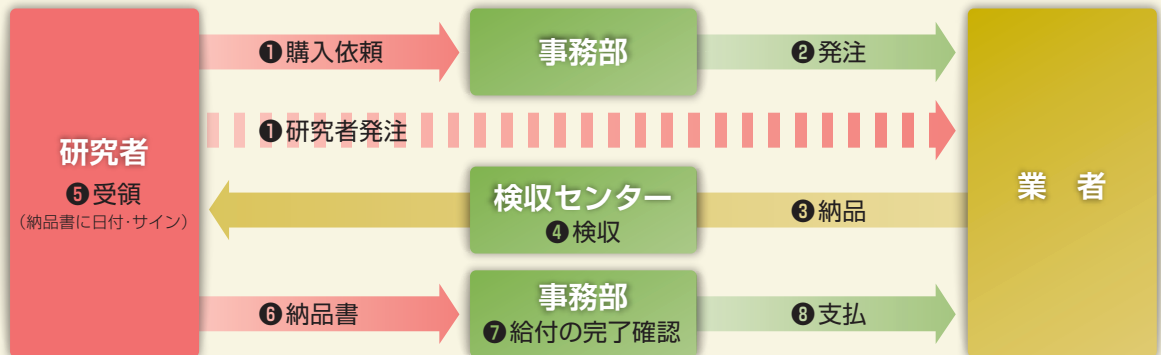 ❶購入依頼
事務部
❷発注
❶研究者発注
研究者
❺受領
（納品書に日付･サイン）
検収センター
❹検収
❸納品
業　者
❻納品書
事務部
❼給付の完了確認
❽支払